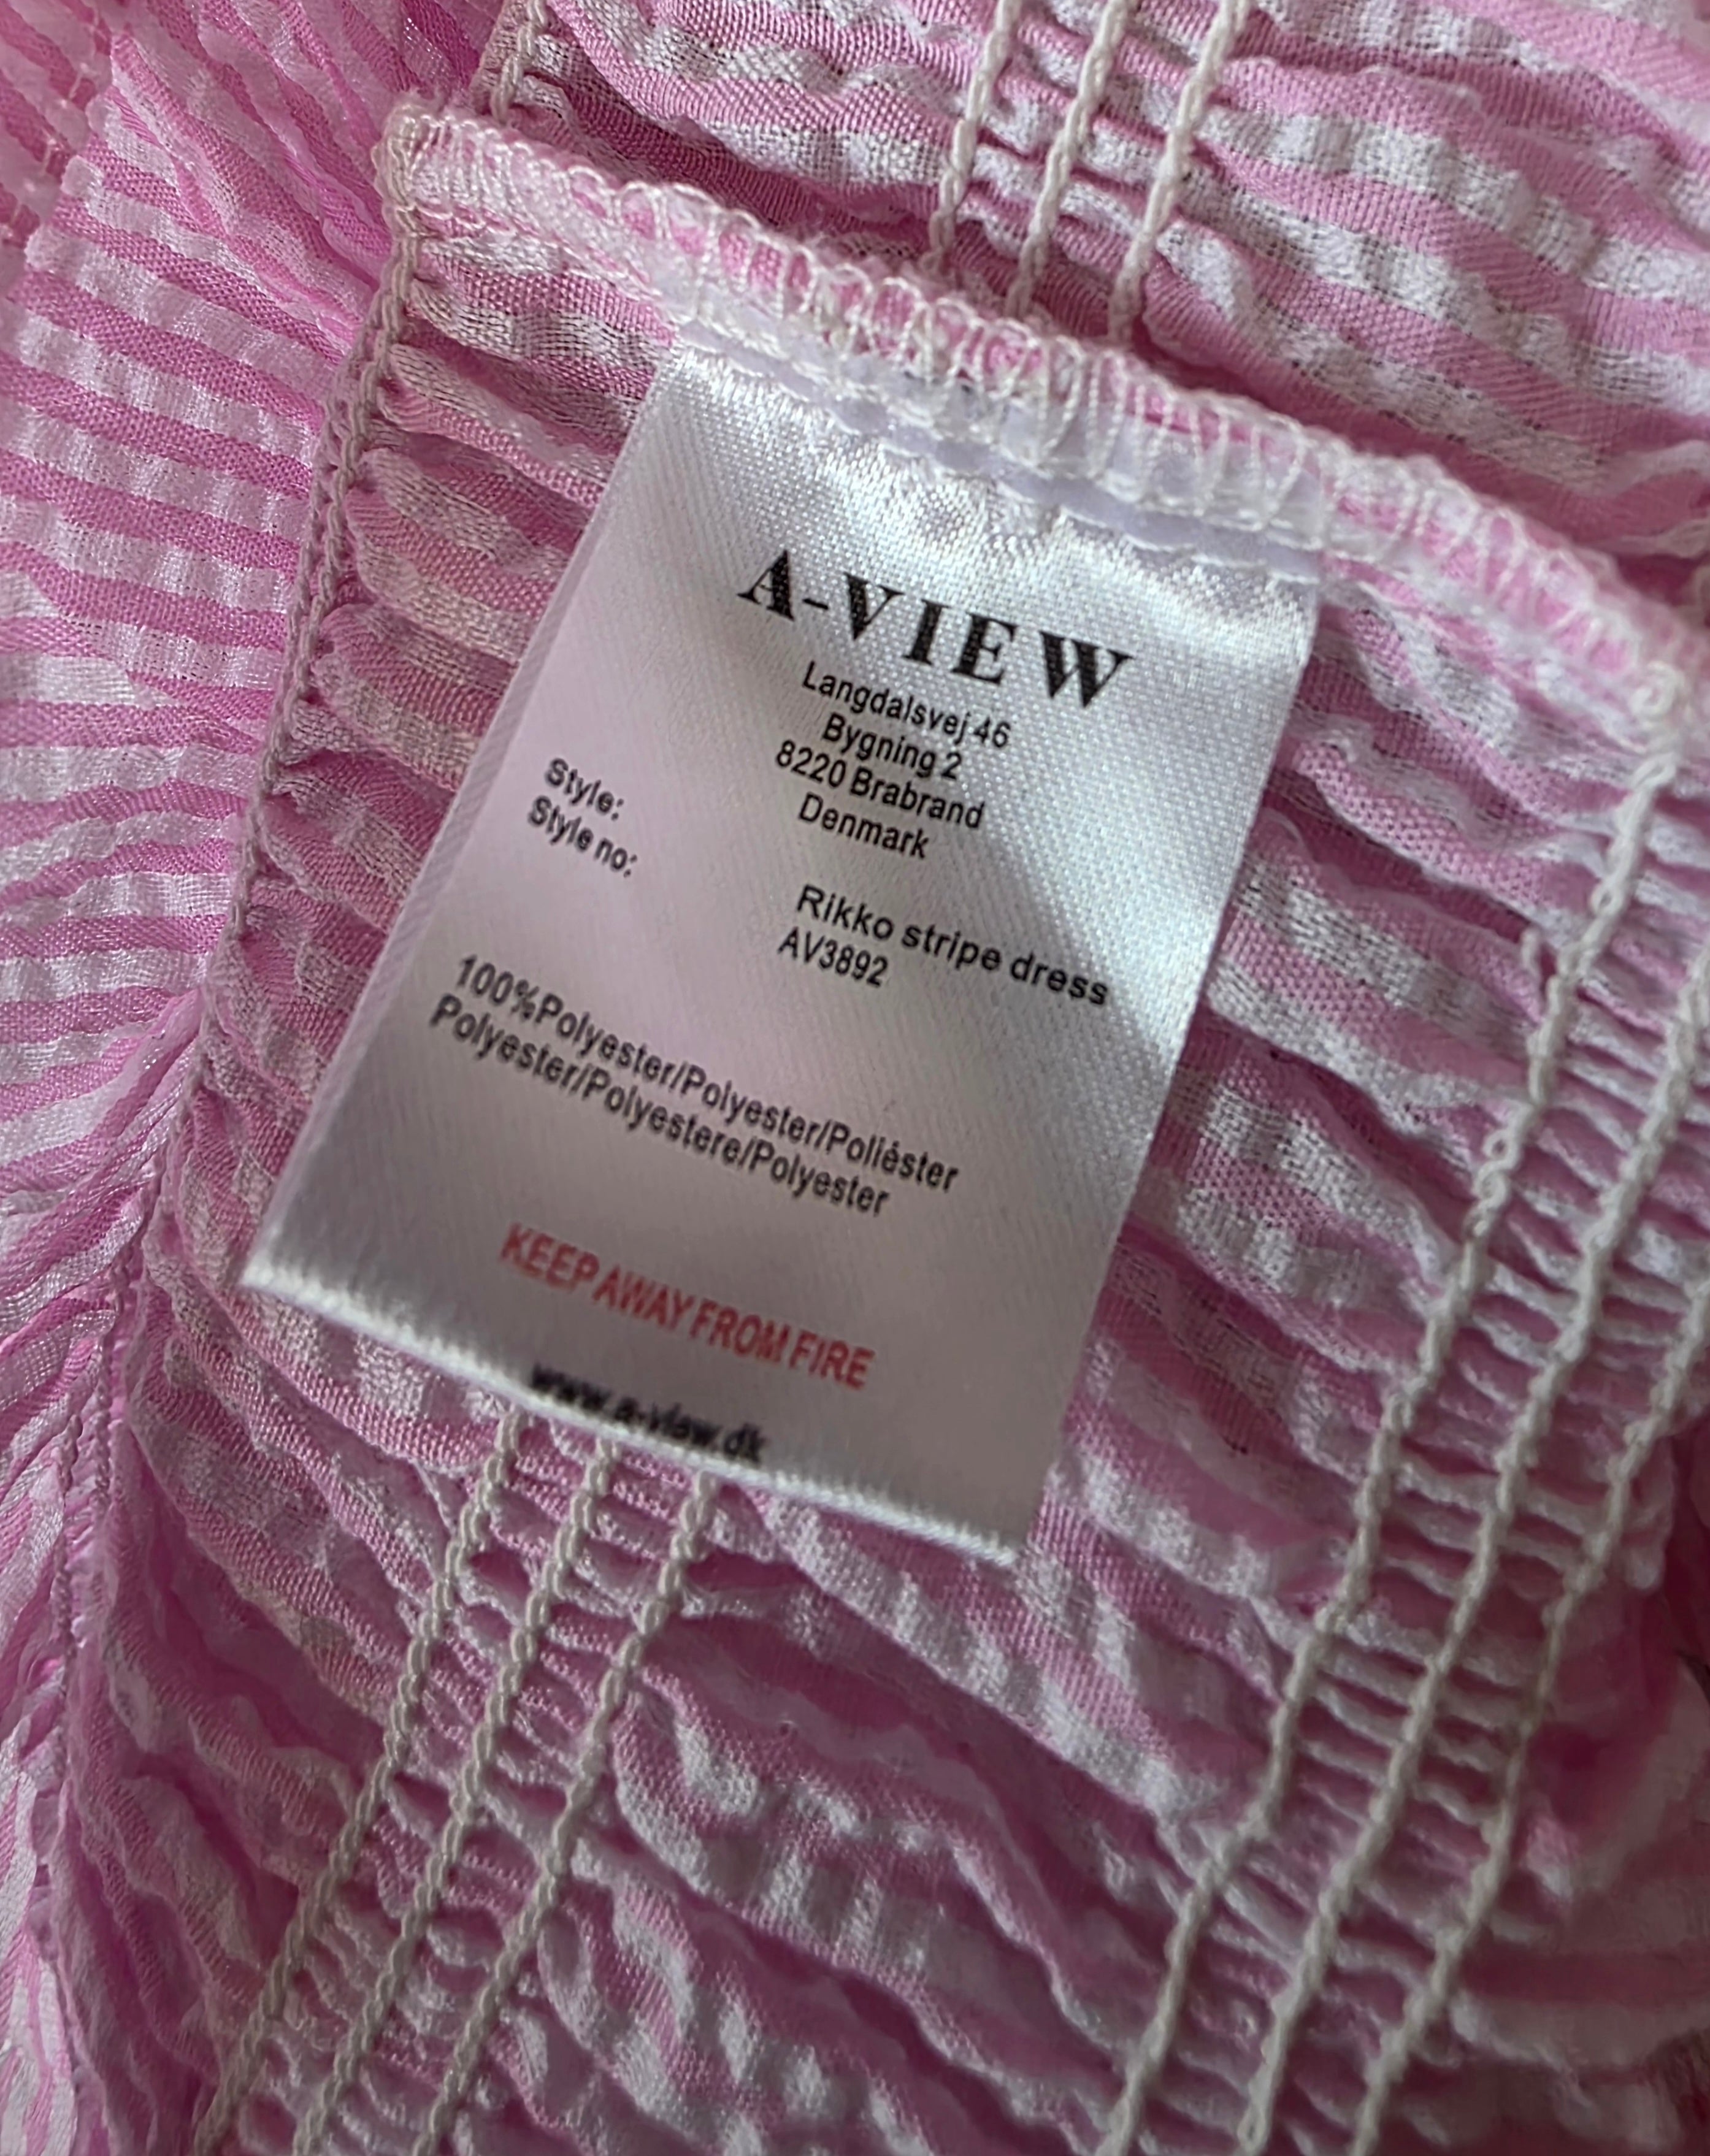 A-VIEW
Langdalsvej 46
Bygning 2
8220 Brabrand
Denmark
Style:
Style no:
Rikko stripe dress
AV3892
100%Polyester/Polyester/Poliéster
Polyester/Polyestere/Polyester
KEEP AWAY FROM FIRE
www.a-view.dk